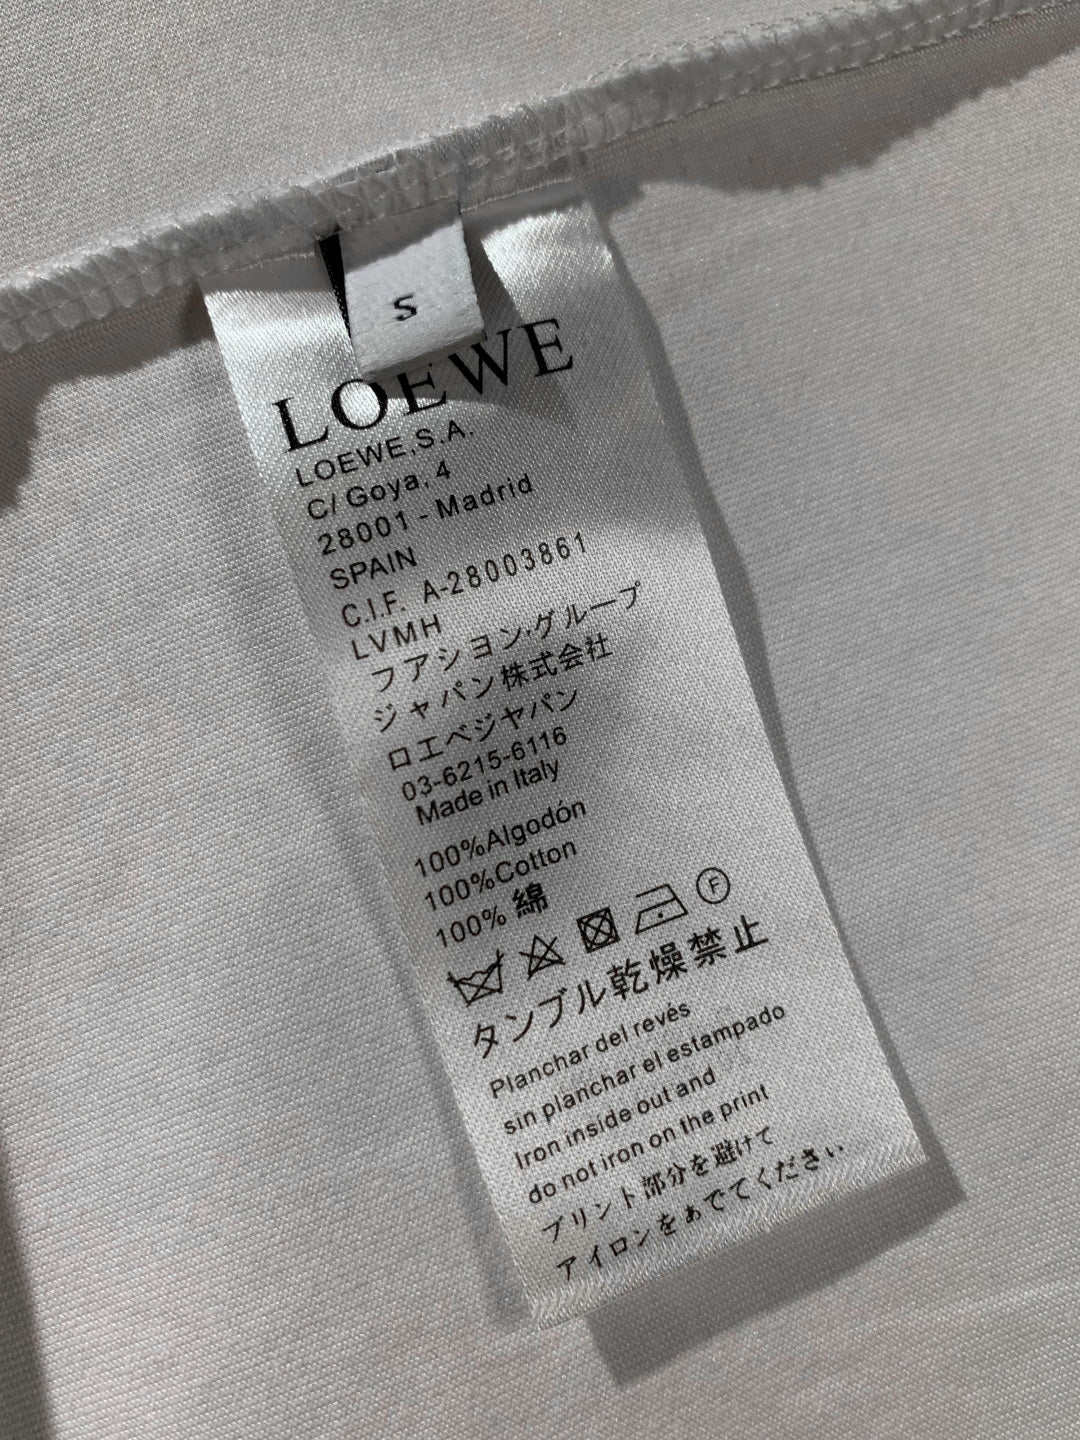 S
LOEWE
LOEWE,S.A.
C/ Goya, 4
28001 - Madrid
SPAIN
C.I.F. A-28003861
LVMH
フアシヨン·グループ
ジャパン株式会社
ロエベジヤパン
03-6215-6116
Made in Italy
100%Algodón
100%Cotton
100% 綿
F
タンブル乾燥禁止
Planchar del revés
sin planchar el estampado
Iron inside out and
do not iron on the print
プリント部分を避けて
アイロンをぁでてください